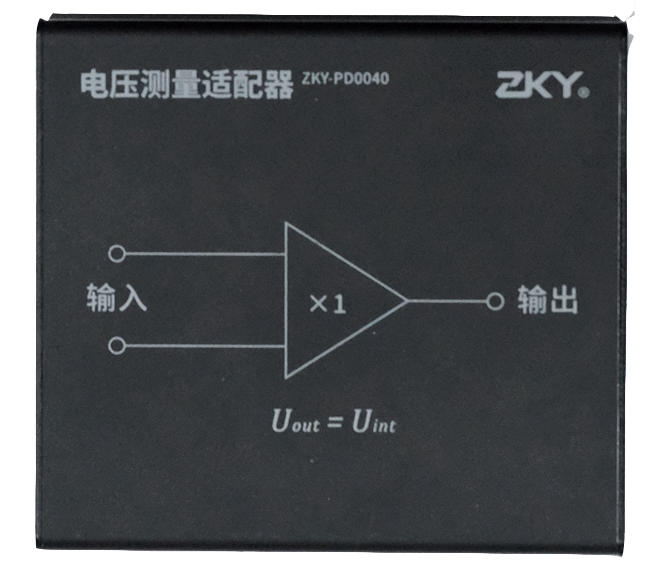 电压测量适配器 ZKY-PD0040 ZKY®
输入 ×1 输出
Uout = Uint